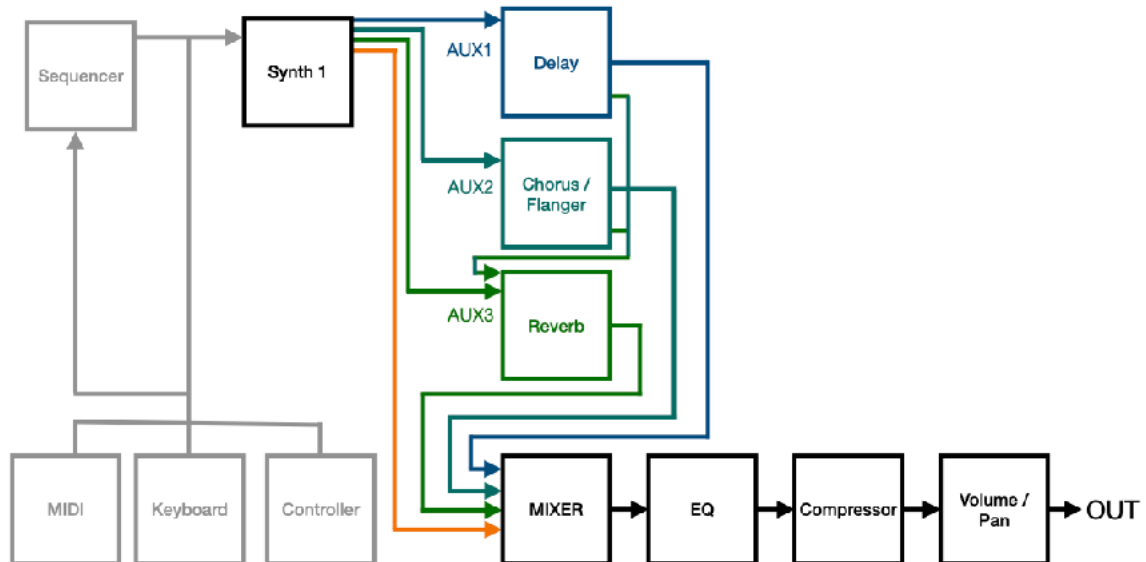 Sequencer
Synth 1
AUX1
Delay
AUX2
Chorus /
Flanger
AUX3
Reverb
MIDI
Keyboard
Controller
MIXER
EQ
Compressor
Volume /
Pan
OUT